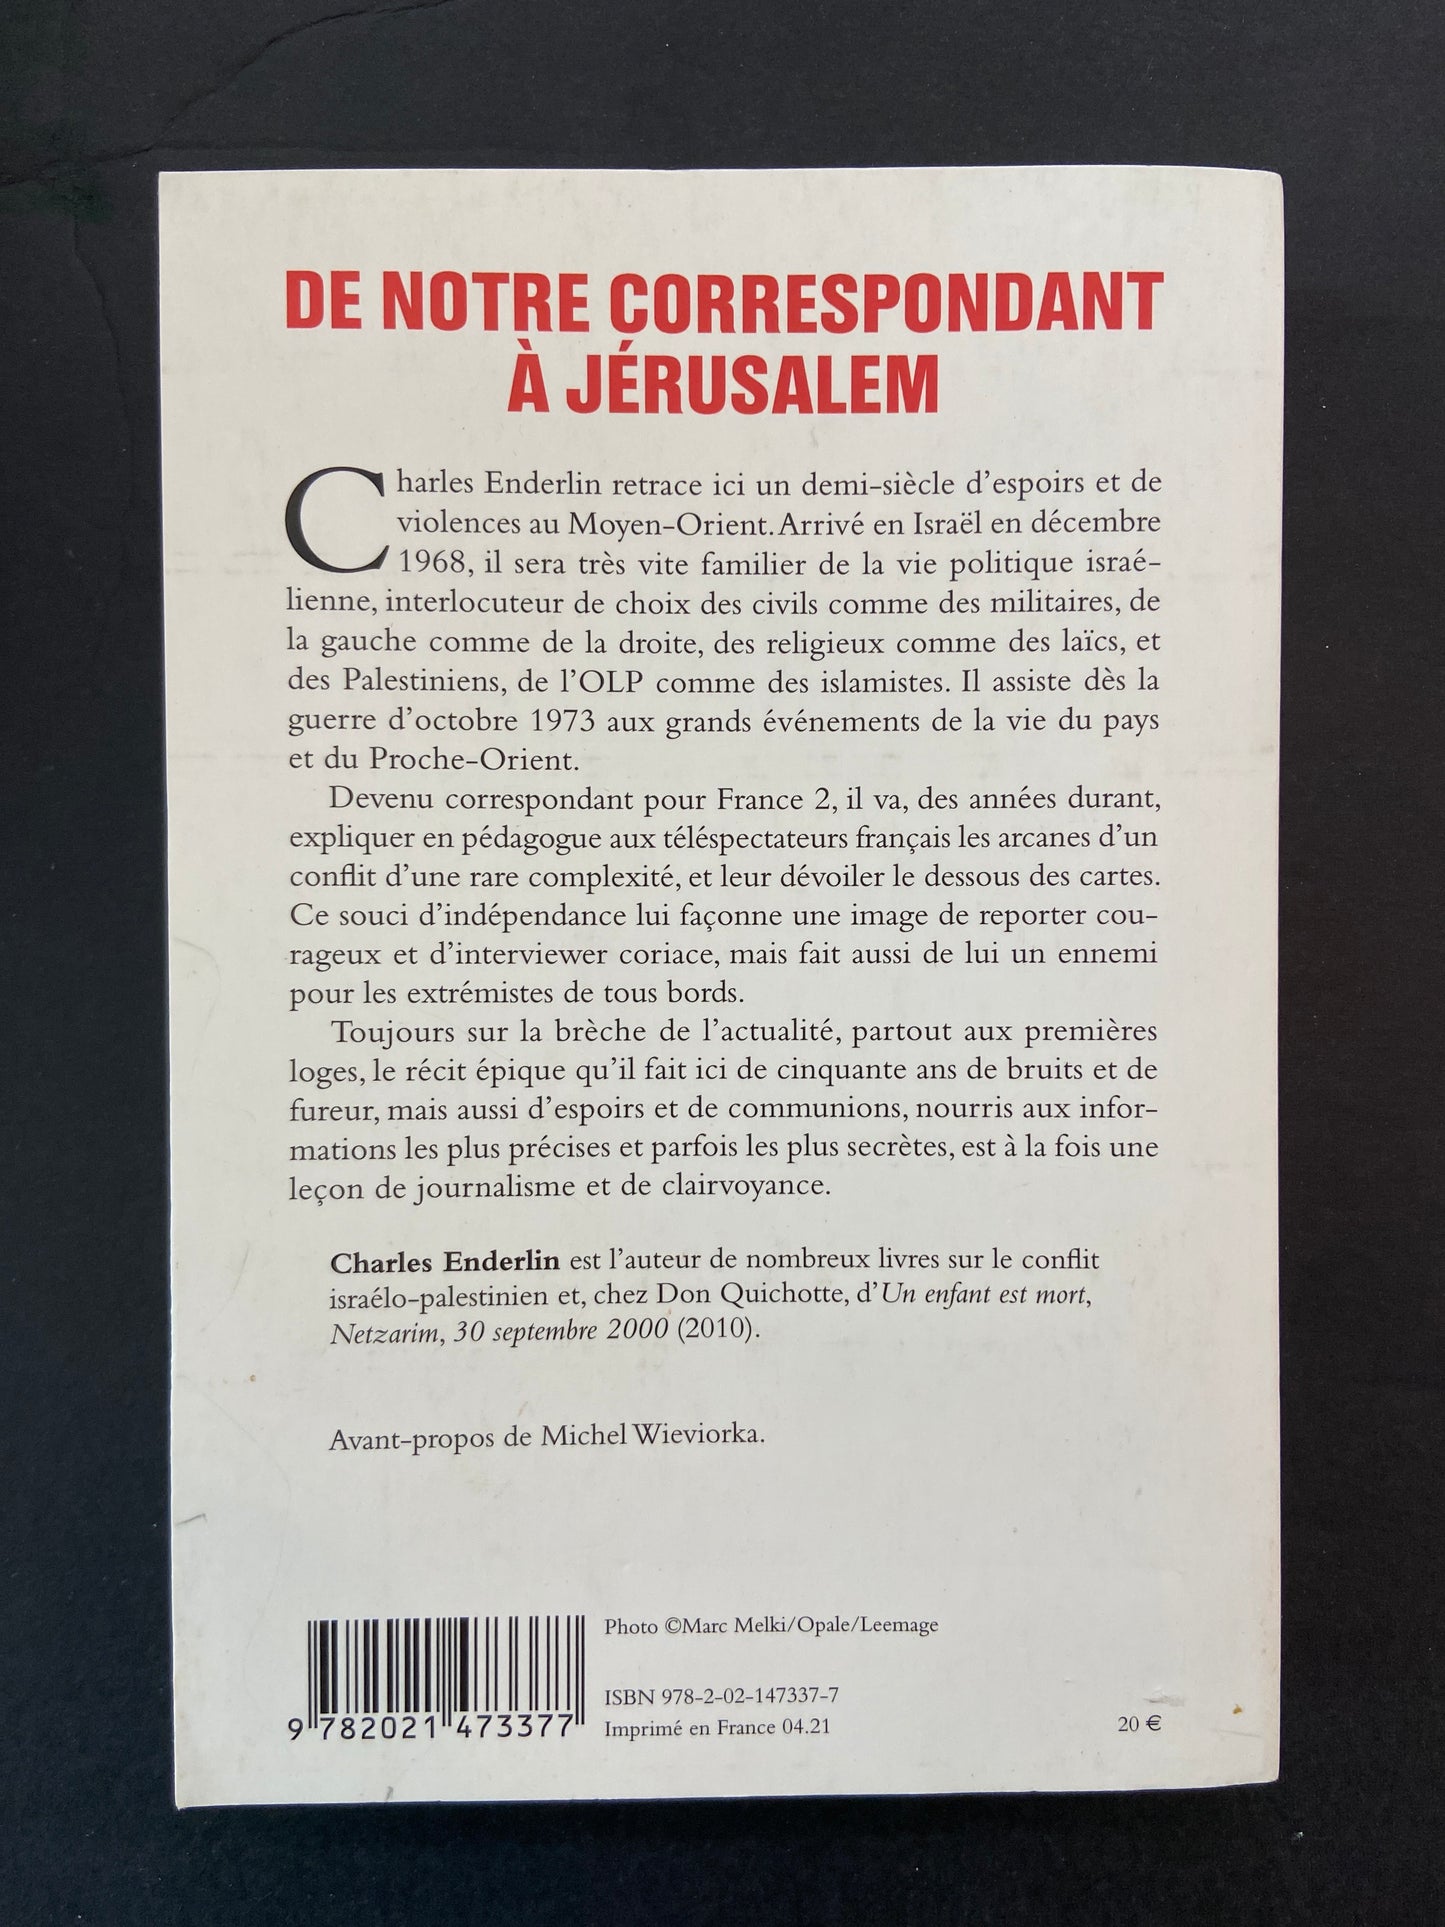 DE NOTRE CORRESPONDANT
À JÉRUSALEM
Charles Enderlin retrace ici un demi-siècle d'espoirs et de
violences au Moyen-Orient. Arrivé en Israël en décembre
1968, il sera très vite familier de la vie politique israé-
lienne, interlocuteur de choix des civils comme des militaires, de
la gauche comme de la droite, des religieux comme des laïcs, et
des Palestiniens, de l'OLP comme des islamistes. Il assiste dès la
guerre d'octobre 1973 aux grands événements de la vie du pays
et du Proche-Orient.
Devenu correspondant pour France 2, il va, des années durant,
expliquer en pédagogue aux téléspectateurs français les arcanes d'un
conflit d'une rare complexité, et leur dévoiler le dessous des cartes.
Ce souci d'indépendance lui façonne une image de reporter cou-
rageux et d'interviewer coriace, mais fait aussi de lui un ennemi
pour les extrémistes de tous bords.
Toujours sur la brèche de l'actualité, partout aux premières
loges, le récit épique qu'il fait ici de cinquante ans de bruits et de
fureur, mais aussi d'espoirs et de communions, nourris aux infor-
mations les plus précises et parfois les plus secrètes, est à la fois une
leçon de journalisme et de clairvoyance.
Charles Enderlin est l'auteur de nombreux livres sur le conflit
israélo-palestinien et, chez Don Quichotte, d'Un enfant est mort,
Netzarim, 30 septembre 2000 (2010).
Avant-propos de Michel Wieviorka.
Photo ©Marc Melki/Opale/Leemage
ISBN 978-2-02-147337-7
Imprimé en France 04.21
20 €
9 782021 473377